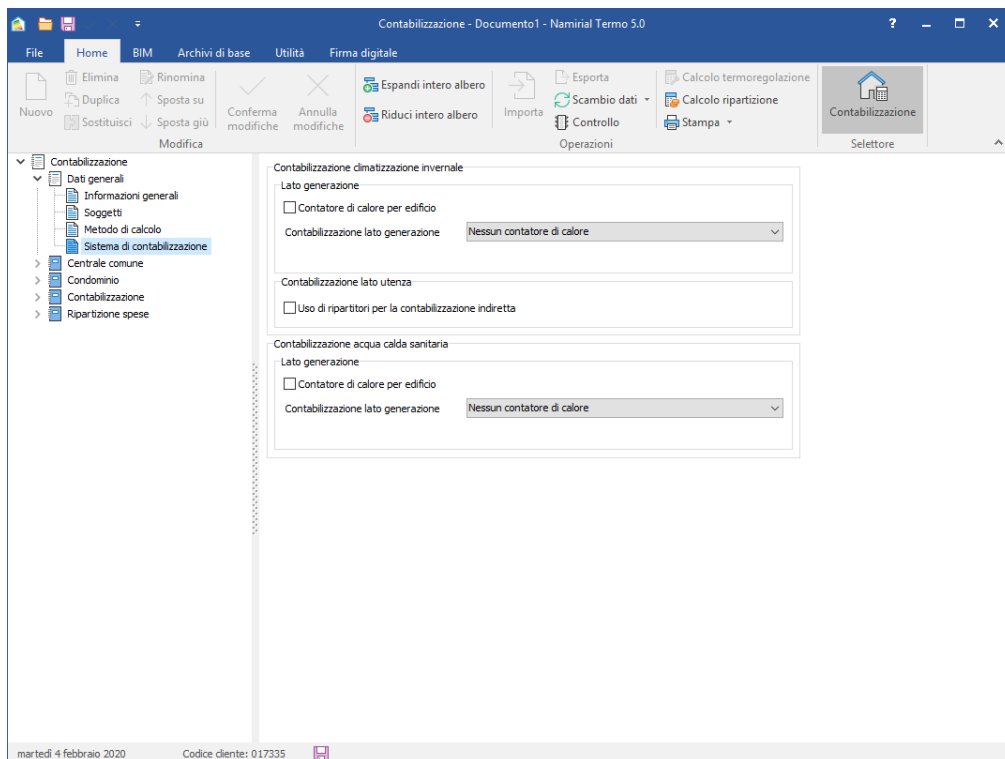 Contabilizzazione - Documento1 - Namirial Termo 5.0
?
File Home BIM Archivi di base Utilità Firma digitale
Nuovo
Elimina
Duplica
Sostituisci
Rinomina
Sposta su
Sposta giù
Conferma
modifiche
Annulla
modifiche
Modifica
Espandi intero albero
Riduci intero albero
Importa
Esporta
Scambio dati
Controllo
Calcolo termoregolazione
Calcolo ripartizione
Stampa
Operazioni
Contabilizzazione
Selettore
Contabilizzazione
Dati generali
Informazioni generali
Soggetti
Metodo di calcolo
Sistema di contabilizzazione
Centrale comune
Condominio
Contabilizzazione
Ripartizione spese
Contabilizzazione climatizzazione invernale
Lato generazione
Contatore di calore per edificio
Contabilizzazione lato generazione Nessun contatore di calore
Contabilizzazione lato utenza
Uso di ripartitori per la contabilizzazione indiretta
Contabilizzazione acqua calda sanitaria
Lato generazione
Contatore di calore per edificio
Contabilizzazione lato generazione Nessun contatore di calore
martedì 4 febbraio 2020 Codice cliente: 017335